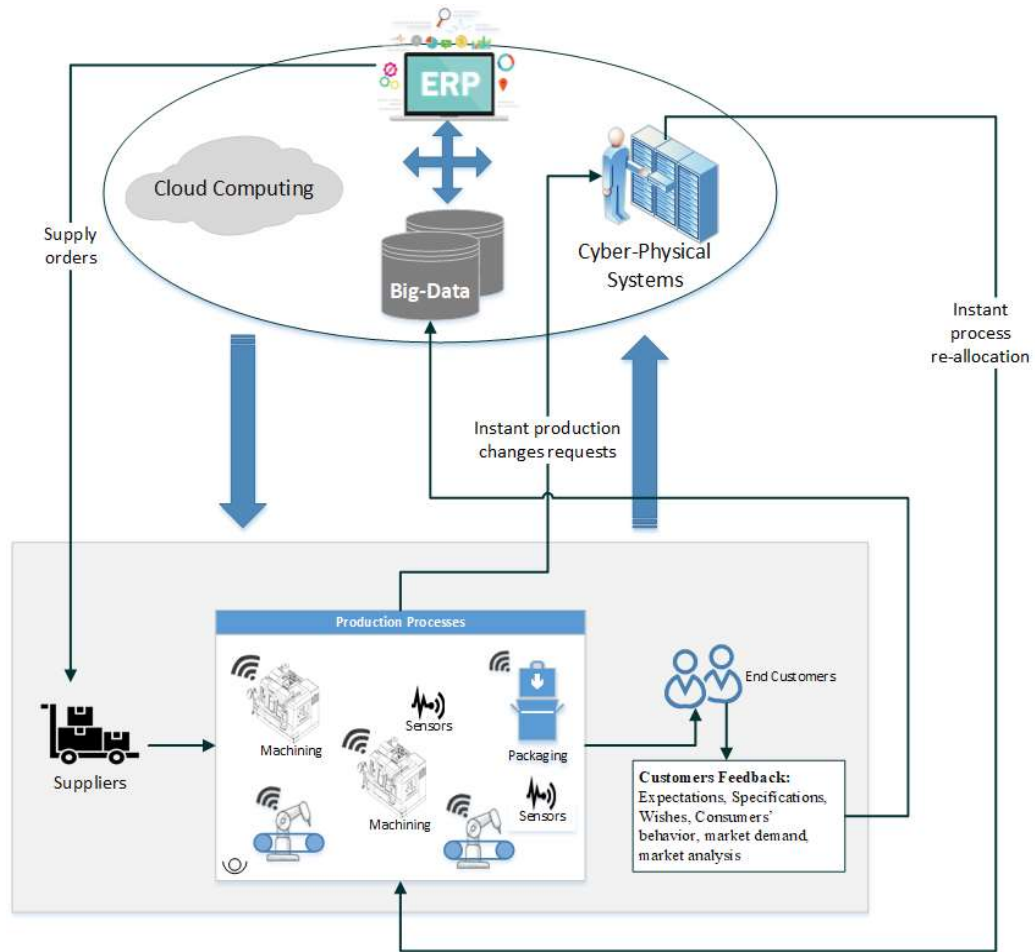 ERP
Cloud Computing
Supply
orders
Big-Data
Cyber-Physical
Systems
Instant
process
re-allocation
Instant production
changes requests
Production Processes
Machining
Sensors
Machining
Packaging
Sensors
Suppliers
End Customers
Customers Feedback:
Expectations, Specifications,
Wishes, Consumers’
behavior, market demand,
market analysis